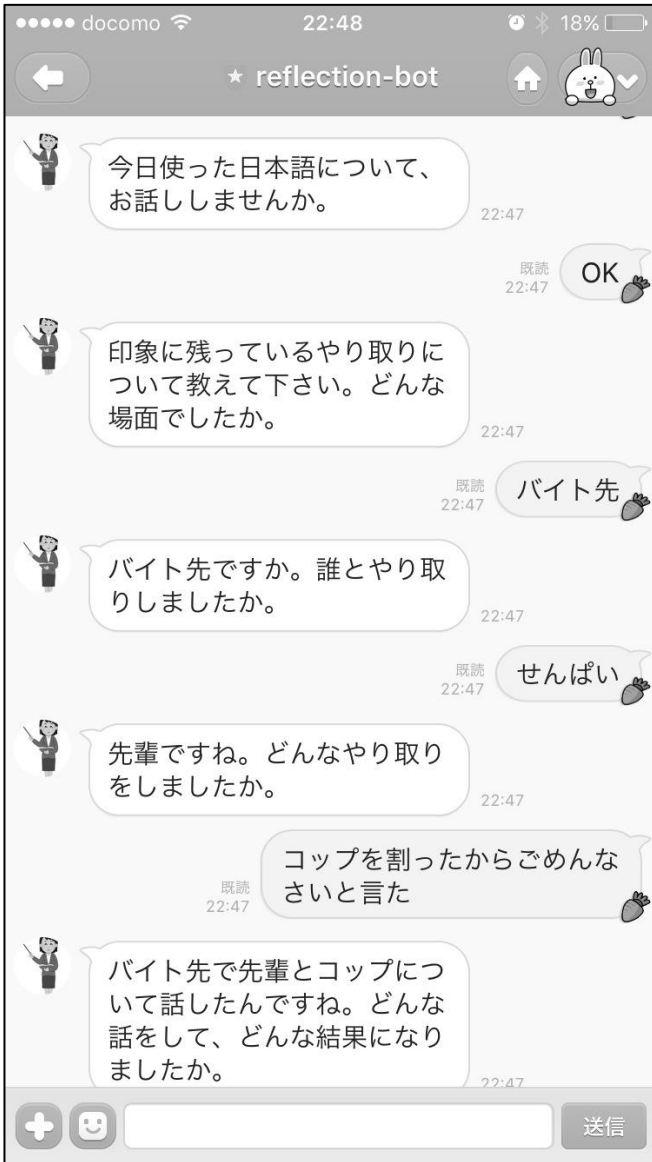 docomo 22:48 18%
★ reflection-bot
今日使った日本語について、
お話ししませんか。
22:47
既読
22:47
OK
印象に残っているやり取りに
ついて教えて下さい。どんな
場面でしたか。
22:47
既読
22:47
バイト先
バイト先ですか。誰とやり取
りしましたか。
22:47
既読
22:47
せんぱい
先輩ですね。どんなやり取り
をしましたか。
22:47
コップを割ったからごめんな
さいと言た
既読
22:47
バイト先で先輩とコップにつ
いて話したんですね。どんな
話をして、どんな結果になり
ましたか。
22:47
送信